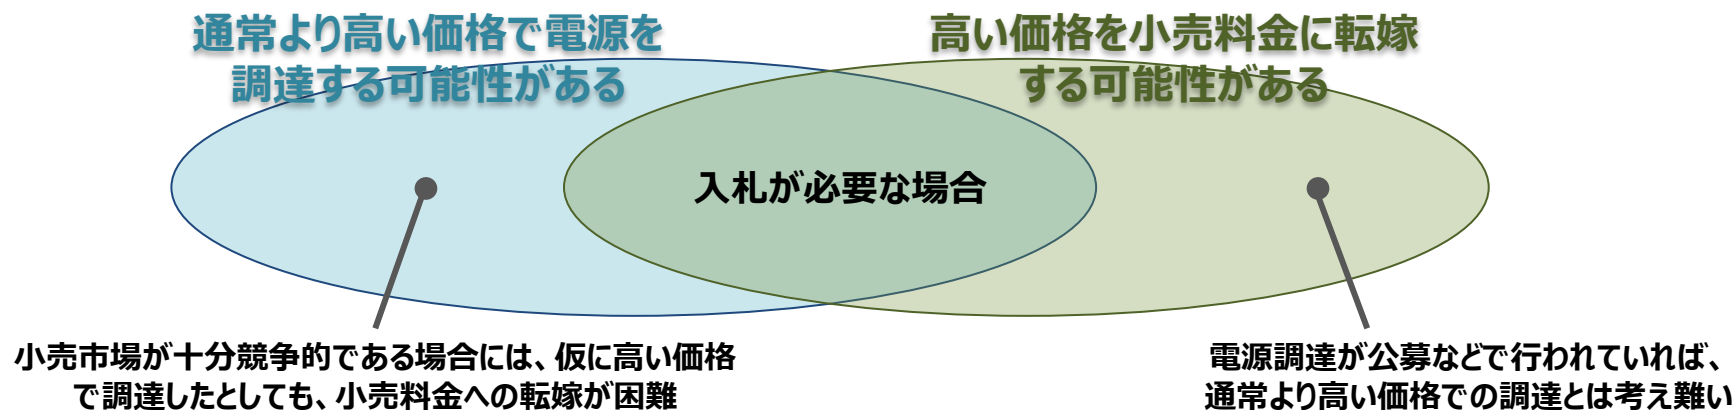 通常より高い価格で電源を
調達する可能性がある
高い価格を小売料金に転嫁
する可能性がある
入札が必要な場合
小売市場が十分競争的である場合には、仮に高い価格
で調達したとしても、小売料金への転嫁が困難
電源調達が公募などで行われていれば、
通常より高い価格での調達とは考え難い